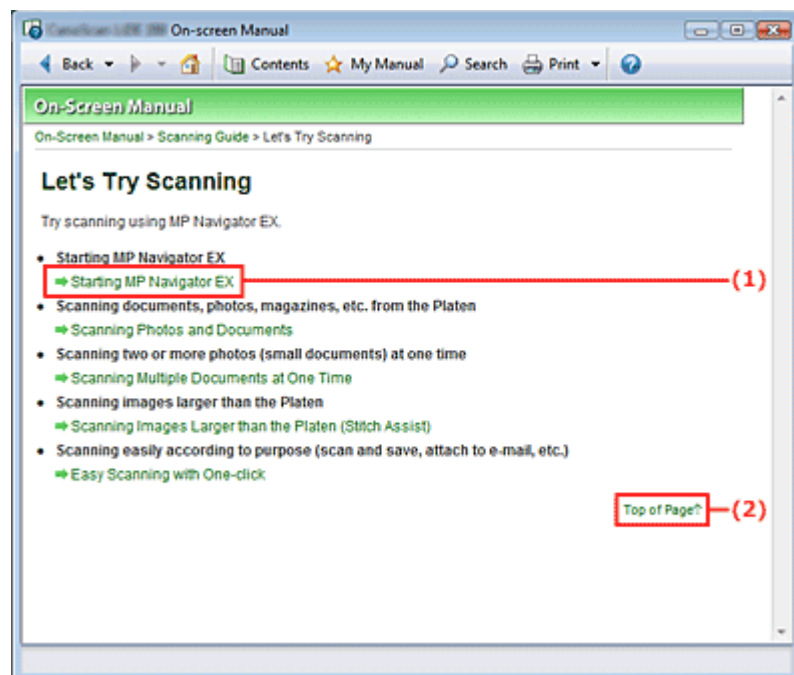 On-screen Manual
Back Contents My Manual Search Print
On-Screen Manual
On-Screen Manual > Scanning Guide > Let's Try Scanning
Let's Try Scanning
Try scanning using MP Navigator EX.
• Starting MP Navigator EX
➡ Starting MP Navigator EX (1)
• Scanning documents, photos, magazines, etc. from the Platen
➡ Scanning Photos and Documents
• Scanning two or more photos (small documents) at one time
➡ Scanning Multiple Documents at One Time
• Scanning images larger than the Platen
➡ Scanning Images Larger than the Platen (Stitch Assist)
• Scanning easily according to purpose (scan and save, attach to e-mail, etc.)
➡ Easy Scanning with One-click
Top of Page↑ (2)